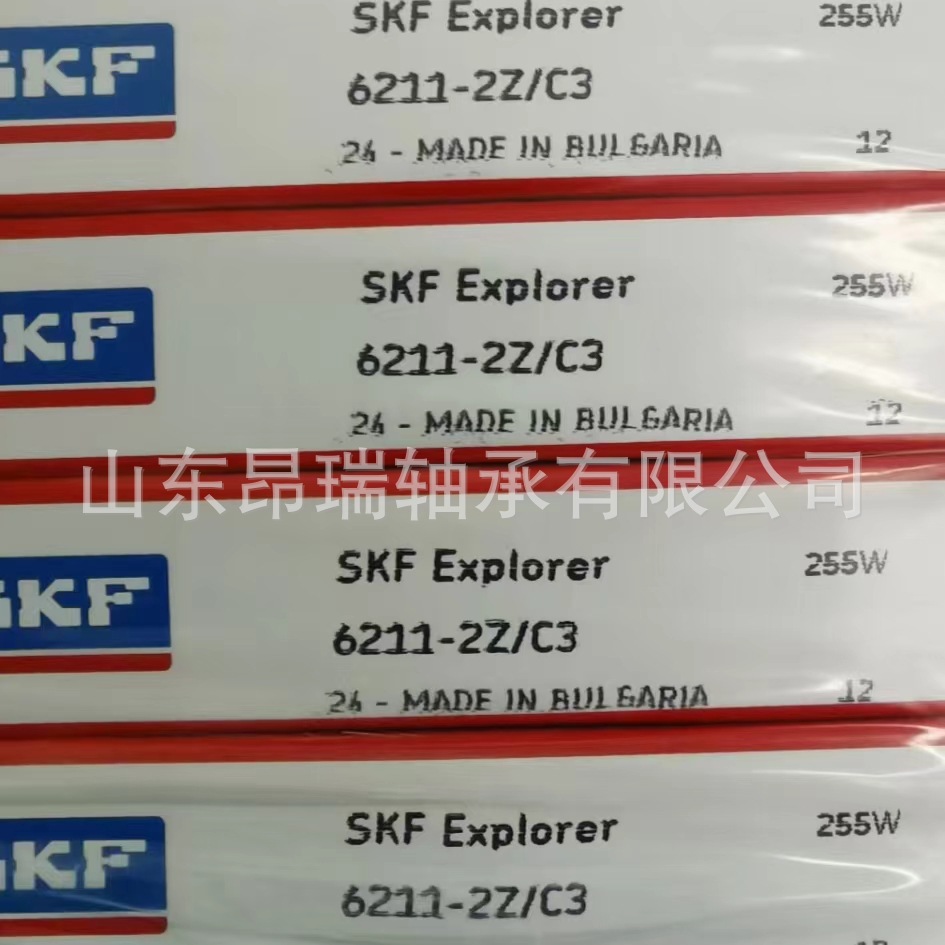 SKF Explorer 255W
SKF
6211-2Z/C3
24 - MADE IN BULGARIA 12
SKF Explorer 255W
SKF
6211-2Z/C3
24 - MADE IN BULGARIA 12
山东昂瑞轴承有限公司
SKF Explorer 255W
SKF
6211-2Z/C3
24 - MADE IN BULGARIA 12
SKF Explorer 255W
SKF
6211-2Z/C3